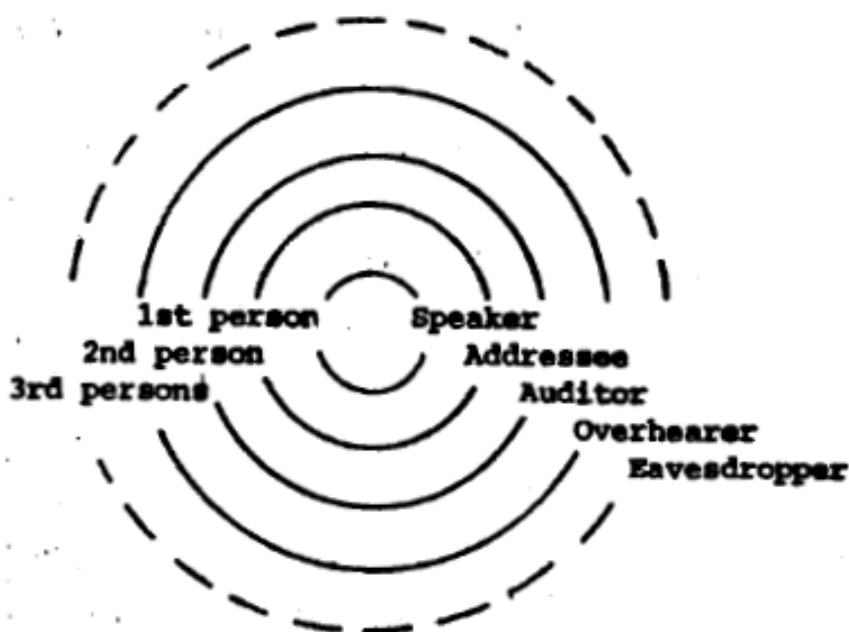 1st person Speaker
2nd person Addressee
3rd persons Auditor
Overhearer
Eavesdropper